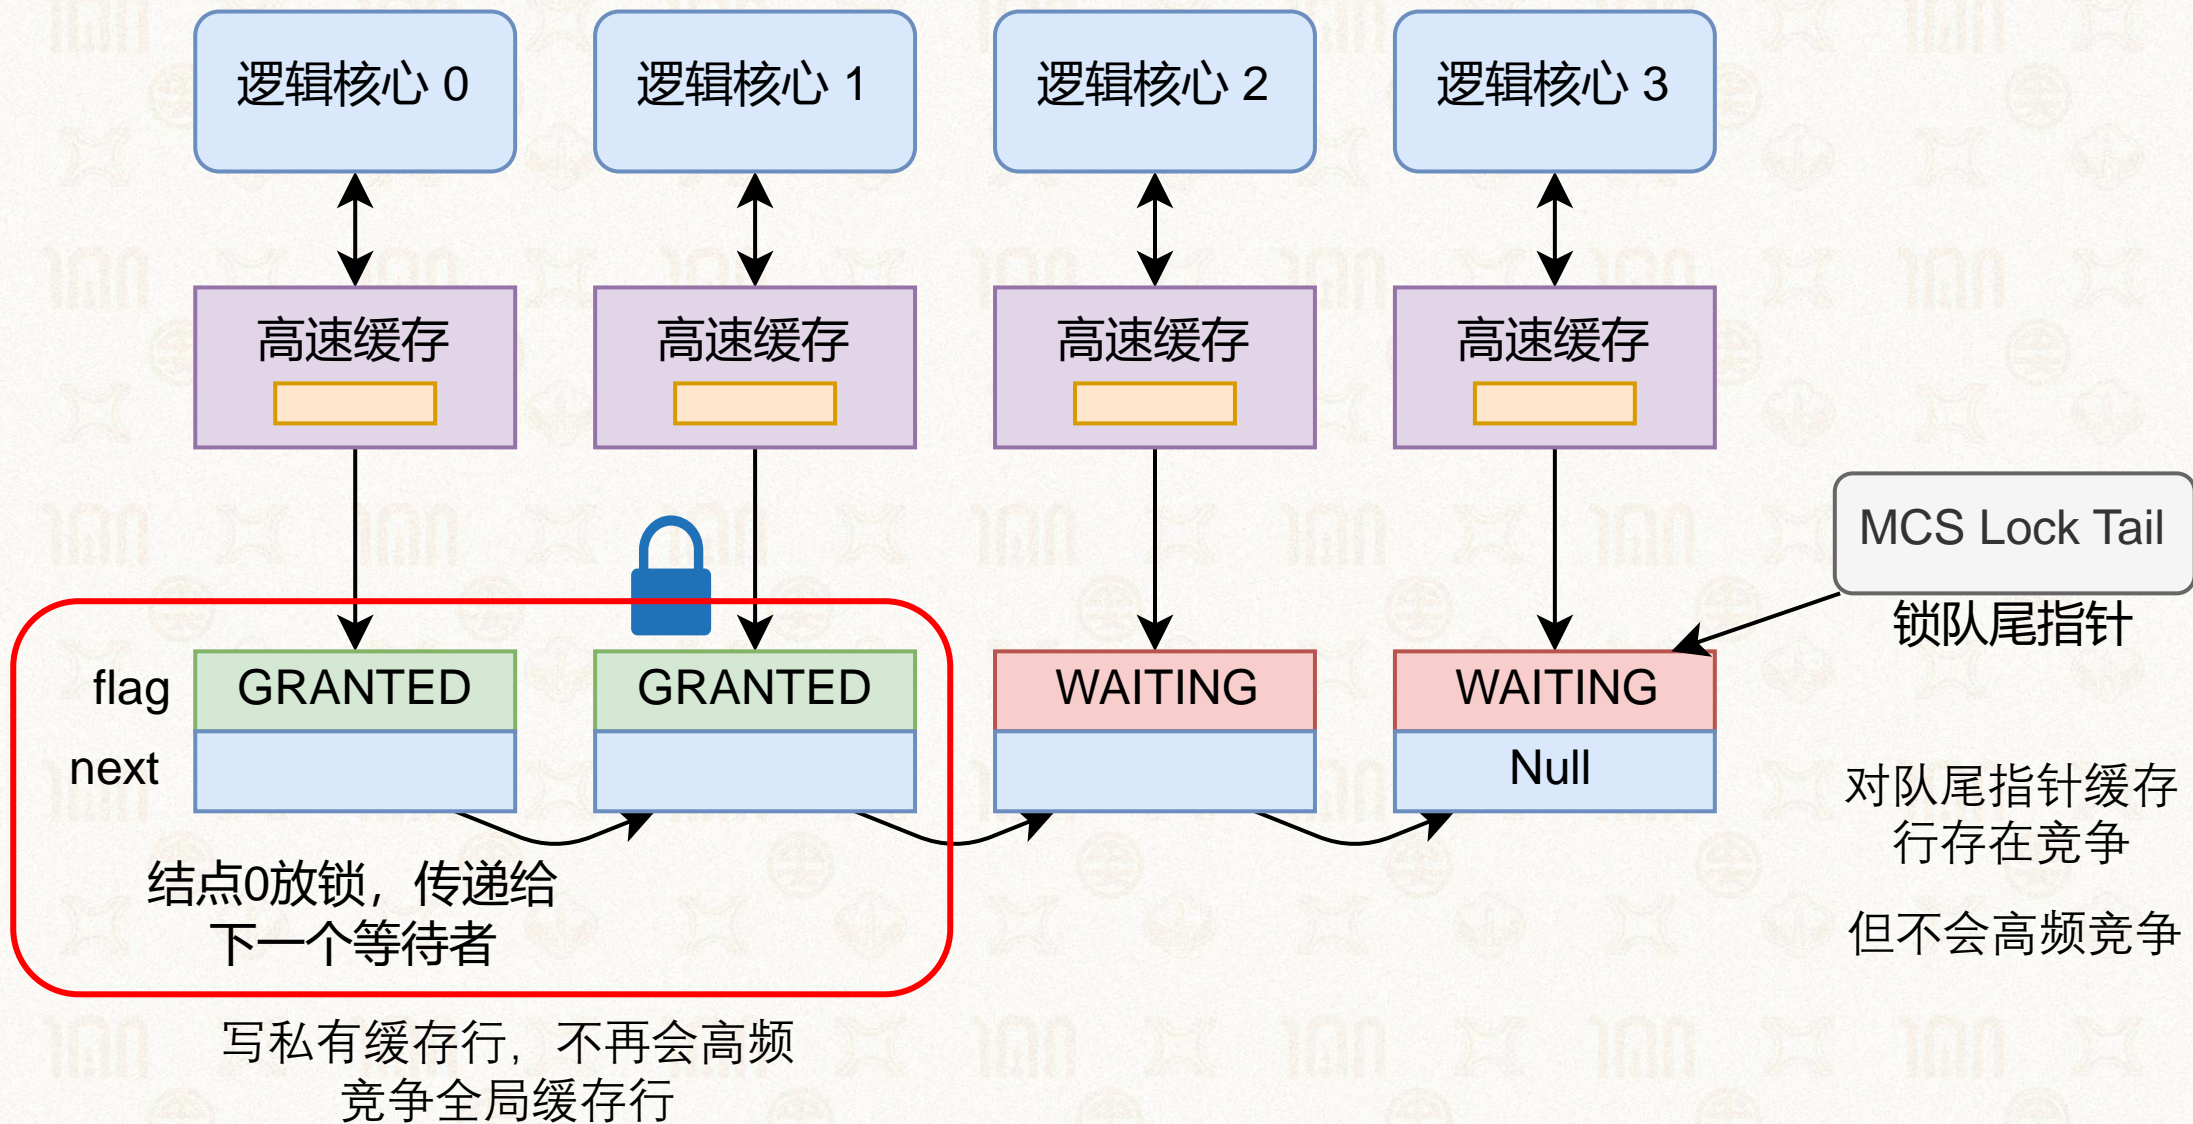 逻辑核心 0
逻辑核心 1
逻辑核心 2
逻辑核心 3
高速缓存
高速缓存
高速缓存
高速缓存
MCS Lock Tail
锁队尾指针
flag
GRANTED
GRANTED
WAITING
WAITING
next
Null
对队尾指针缓存
行存在竞争
但不会高频竞争
结点0放锁，传递给
下一个等待者
写私有缓存行，不再会高频
竞争全局缓存行